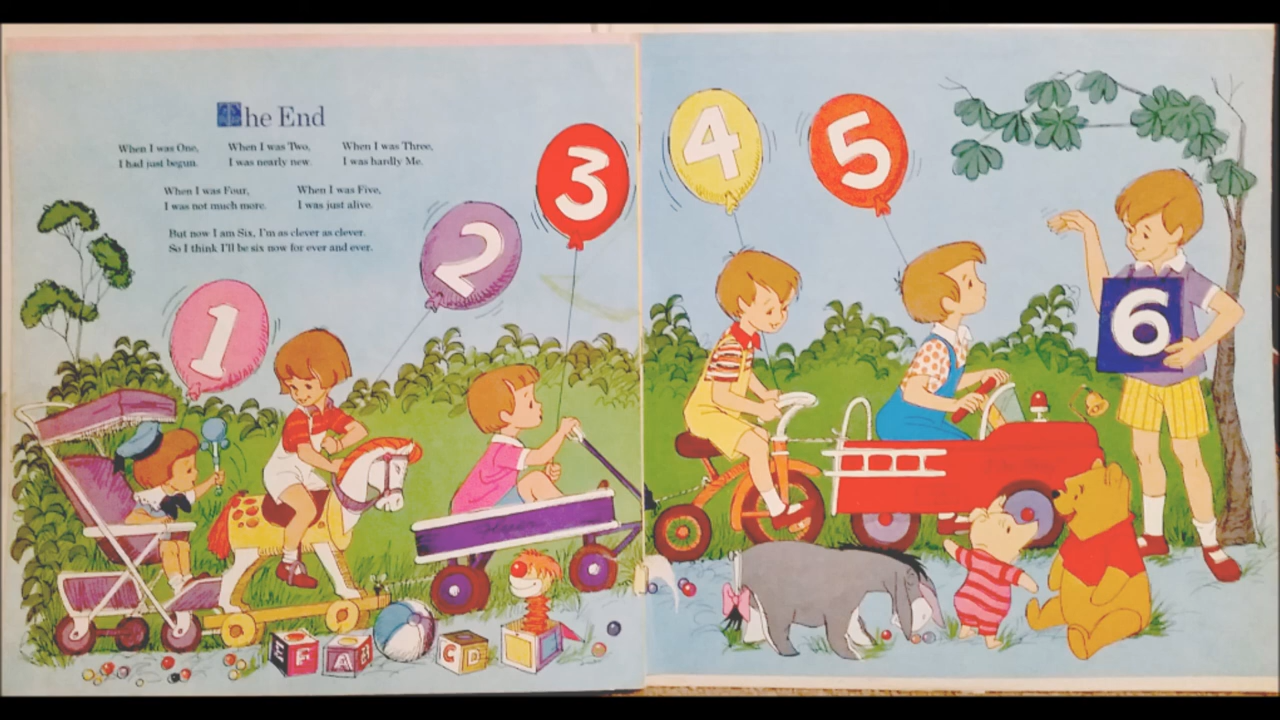 The End
When I was One,
I had just begun.
When I was Two,
I was nearly new.
When I was Three,
I was hardly Me.
When I was Four,
I was not much more.
When I was Five,
I was just alive.
But now I am Six, I'm as clever as clever.
So I think I'll be six now for ever and ever.
1
2
3
4
5
6
E F A B
C D